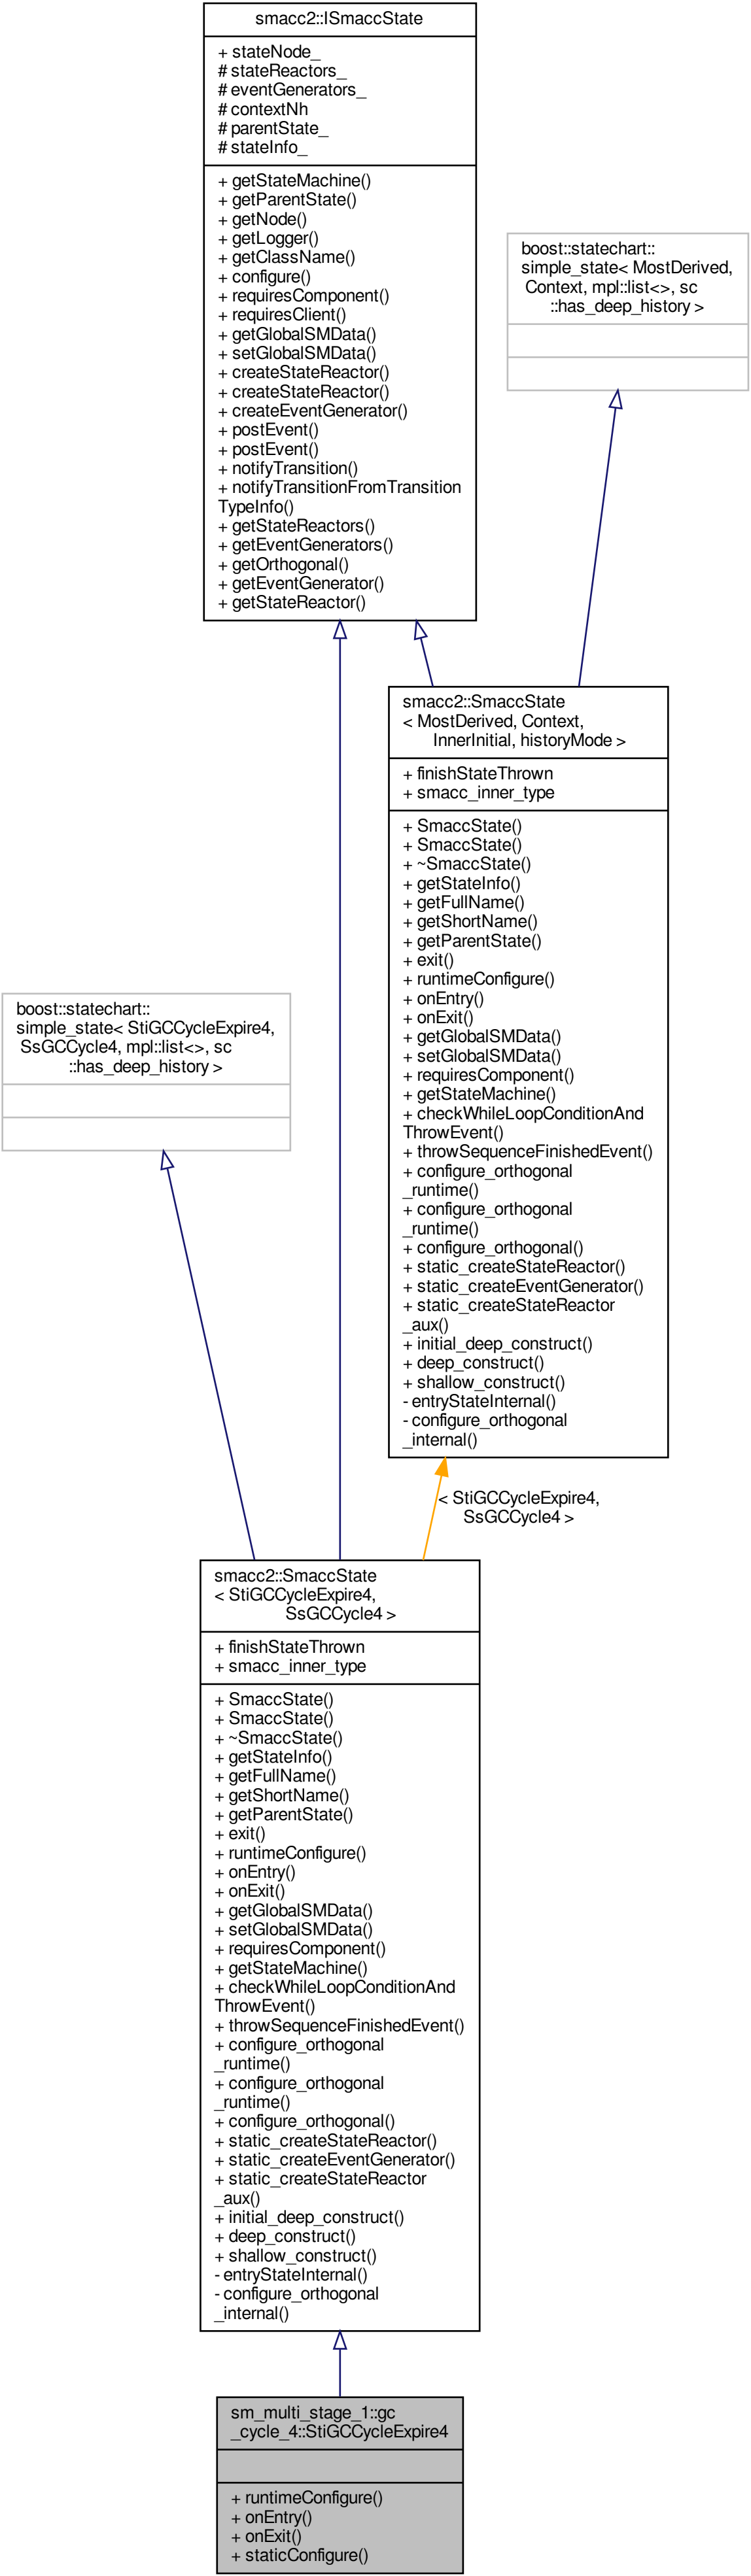 smacc2::ISmaccState
+ stateNode_
# stateReactors_
# eventGenerators_
# contextNh
# parentState_
# stateInfo_
+ getStateMachine()
+ getParentState()
+ getNode()
+ getLogger()
+ getClassName()
+ configure()
+ requiresComponent()
+ requiresClient()
+ getGlobalSMData()
+ setGlobalSMData()
+ createStateReactor()
+ createStateReactor()
+ createEventGenerator()
+ postEvent()
+ postEvent()
+ notifyTransition()
+ notifyTransitionFromTransition
TypeInfo()
+ getStateReactors()
+ getEventGenerators()
+ getOrthogonal()
+ getEventGenerator()
+ getStateReactor()
boost::statechart::
simple_state< MostDerived,
Context, mpl::list<>, sc
::has_deep_history >
smacc2::SmaccState
< MostDerived, Context,
InnerInitial, historyMode >
+ finishStateThrown
+ smacc_inner_type
+ SmaccState()
+ SmaccState()
+ ~SmaccState()
+ getStateInfo()
+ getFullName()
+ getShortName()
+ getParentState()
+ exit()
+ runtimeConfigure()
+ onEntry()
+ onExit()
+ getGlobalSMData()
+ setGlobalSMData()
+ requiresComponent()
+ getStateMachine()
+ checkWhileLoopConditionAnd
ThrowEvent()
+ throwSequenceFinishedEvent()
+ configure_orthogonal
_runtime()
+ configure_orthogonal
_runtime()
+ configure_orthogonal()
+ static_createStateReactor()
+ static_createEventGenerator()
+ static_createStateReactor
_aux()
+ initial_deep_construct()
+ deep_construct()
+ shallow_construct()
- entryStateInternal()
- configure_orthogonal
_internal()
boost::statechart::
simple_state< StiGCCycleExpire4,
SsGCCycle4, mpl::list<>, sc
::has_deep_history >
< StiGCCycleExpire4,
SsGCCycle4 >
smacc2::SmaccState
< StiGCCycleExpire4,
SsGCCycle4 >
+ finishStateThrown
+ smacc_inner_type
+ SmaccState()
+ SmaccState()
+ ~SmaccState()
+ getStateInfo()
+ getFullName()
+ getShortName()
+ getParentState()
+ exit()
+ runtimeConfigure()
+ onEntry()
+ onExit()
+ getGlobalSMData()
+ setGlobalSMData()
+ requiresComponent()
+ getStateMachine()
+ checkWhileLoopConditionAnd
ThrowEvent()
+ throwSequenceFinishedEvent()
+ configure_orthogonal
_runtime()
+ configure_orthogonal
_runtime()
+ configure_orthogonal()
+ static_createStateReactor()
+ static_createEventGenerator()
+ static_createStateReactor
_aux()
+ initial_deep_construct()
+ deep_construct()
+ shallow_construct()
- entryStateInternal()
- configure_orthogonal
_internal()
sm_multi_stage_1::gc
_cycle_4::StiGCCycleExpire4
+ runtimeConfigure()
+ onEntry()
+ onExit()
+ staticConfigure()